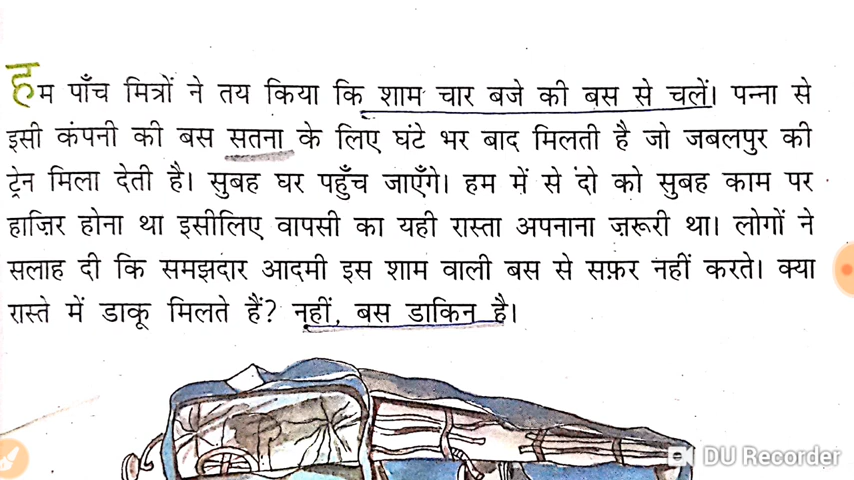 हम पाँच मित्रों ने तय किया कि शाम चार बजे की बस से चलें। पन्ना से
इसी कंपनी की बस सतना के लिए घंटे भर बाद मिलती है जो जबलपुर की
ट्रेन मिला देती है। सुबह घर पहुँच जाएँगे। हम में से दो को सुबह काम पर
हाज़िर होना था इसीलिए वापसी का यही रास्ता अपनाना ज़रूरी था। लोगों ने
सलाह दी कि समझदार आदमी इस शाम वाली बस से सफ़र नहीं करते। क्या
रास्ते में डाकू मिलते हैं? नहीं, बस डाकिन है।
DU Recorder